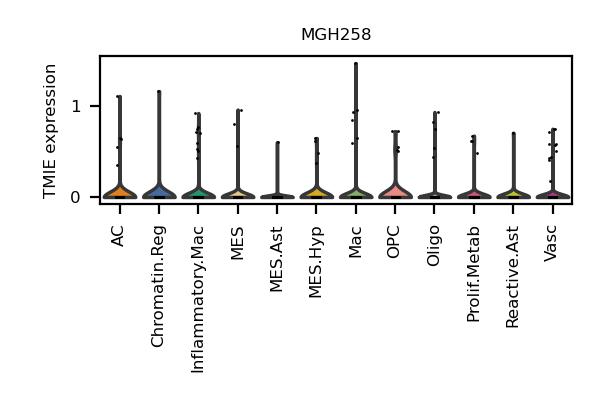 MGH258
TMIE expression
1
0
AC
Chromatin.Reg
Inflammatory.Mac
MES
MES.Ast
MES.Hyp
Mac
OPC
Oligo
Prolif.Metab
Reactive.Ast
Vasc